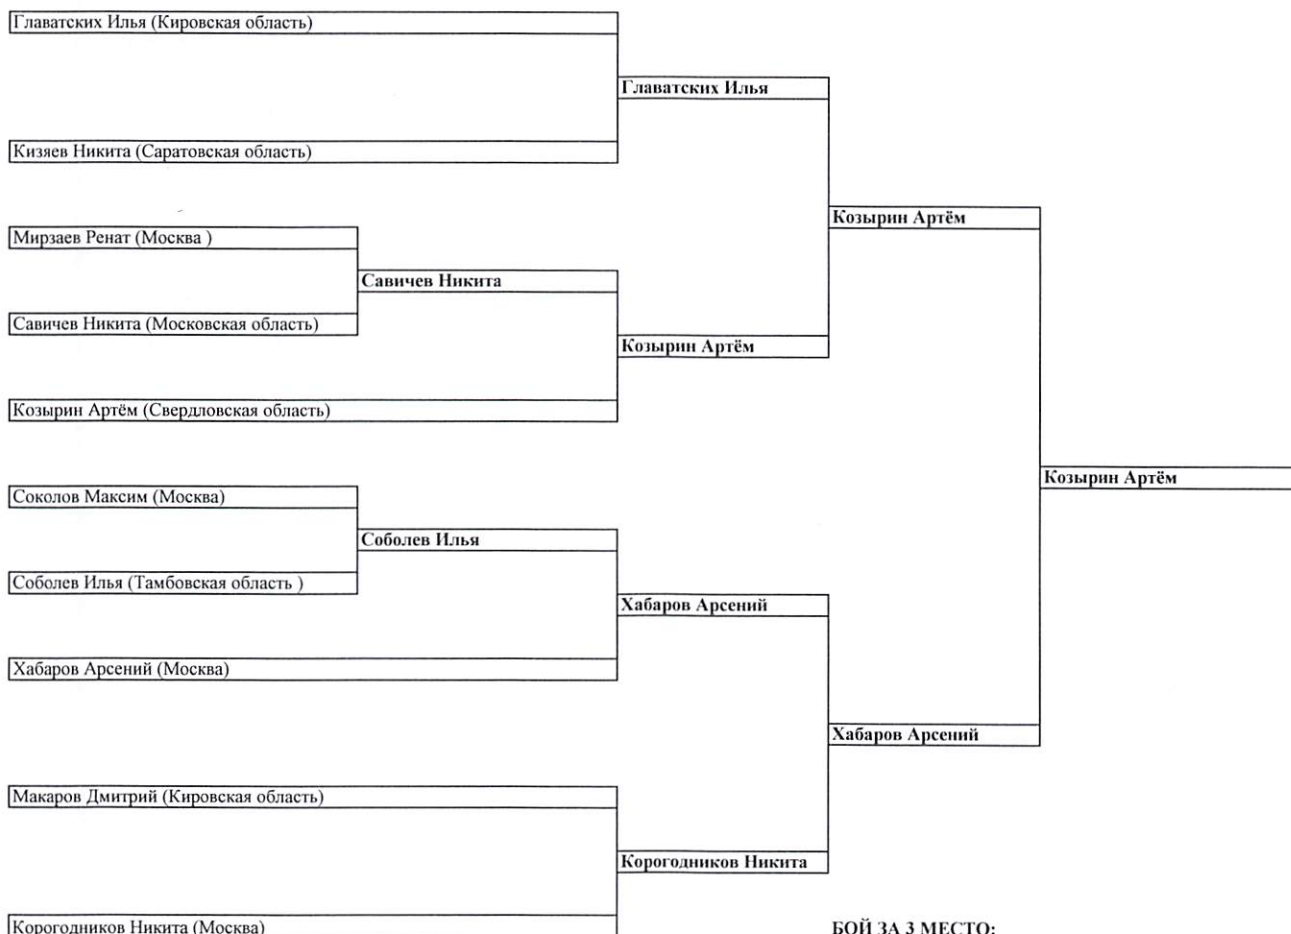 Главатских Илья (Кировская область)
Главатских Илья
Кизяев Никита (Саратовская область)
Козырин Артём
Мирзаев Ренат (Москва )
Савичев Никита
Савичев Никита (Московская область)
Козырин Артём
Козырин Артём (Свердловская область)
Козырин Артём
Соколов Максим (Москва)
Соболев Илья
Соболев Илья (Тамбовская область )
Хабаров Арсений
Хабаров Арсений (Москва)
Хабаров Арсений
Макаров Дмитрий (Кировская область)
Корогодников Никита
Корогодников Никита (Москва)
БОЙ ЗА 3 МЕСТО: